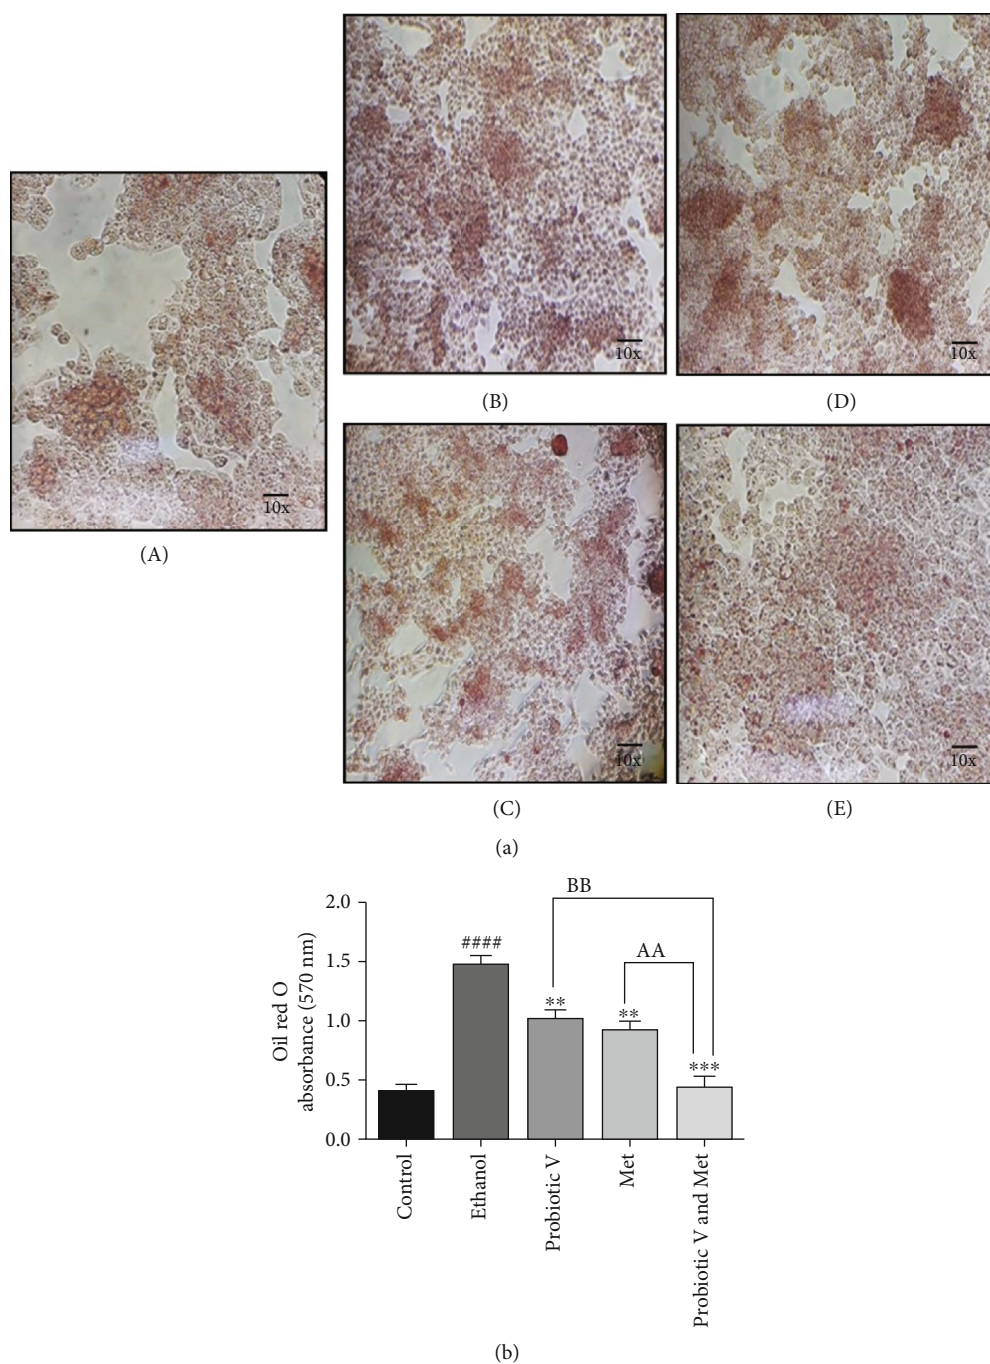 10x
(A)
10x
(B)
10x
(D)
10x
(C)
10x
(E)
(a)
Oil red O
absorbance (570 nm)
2.0
1.5
1.0
0.5
0.0
####
**
**
***
BB
AA
Control
Ethanol
Probiotic V
Met
Probiotic V and Met
(b)